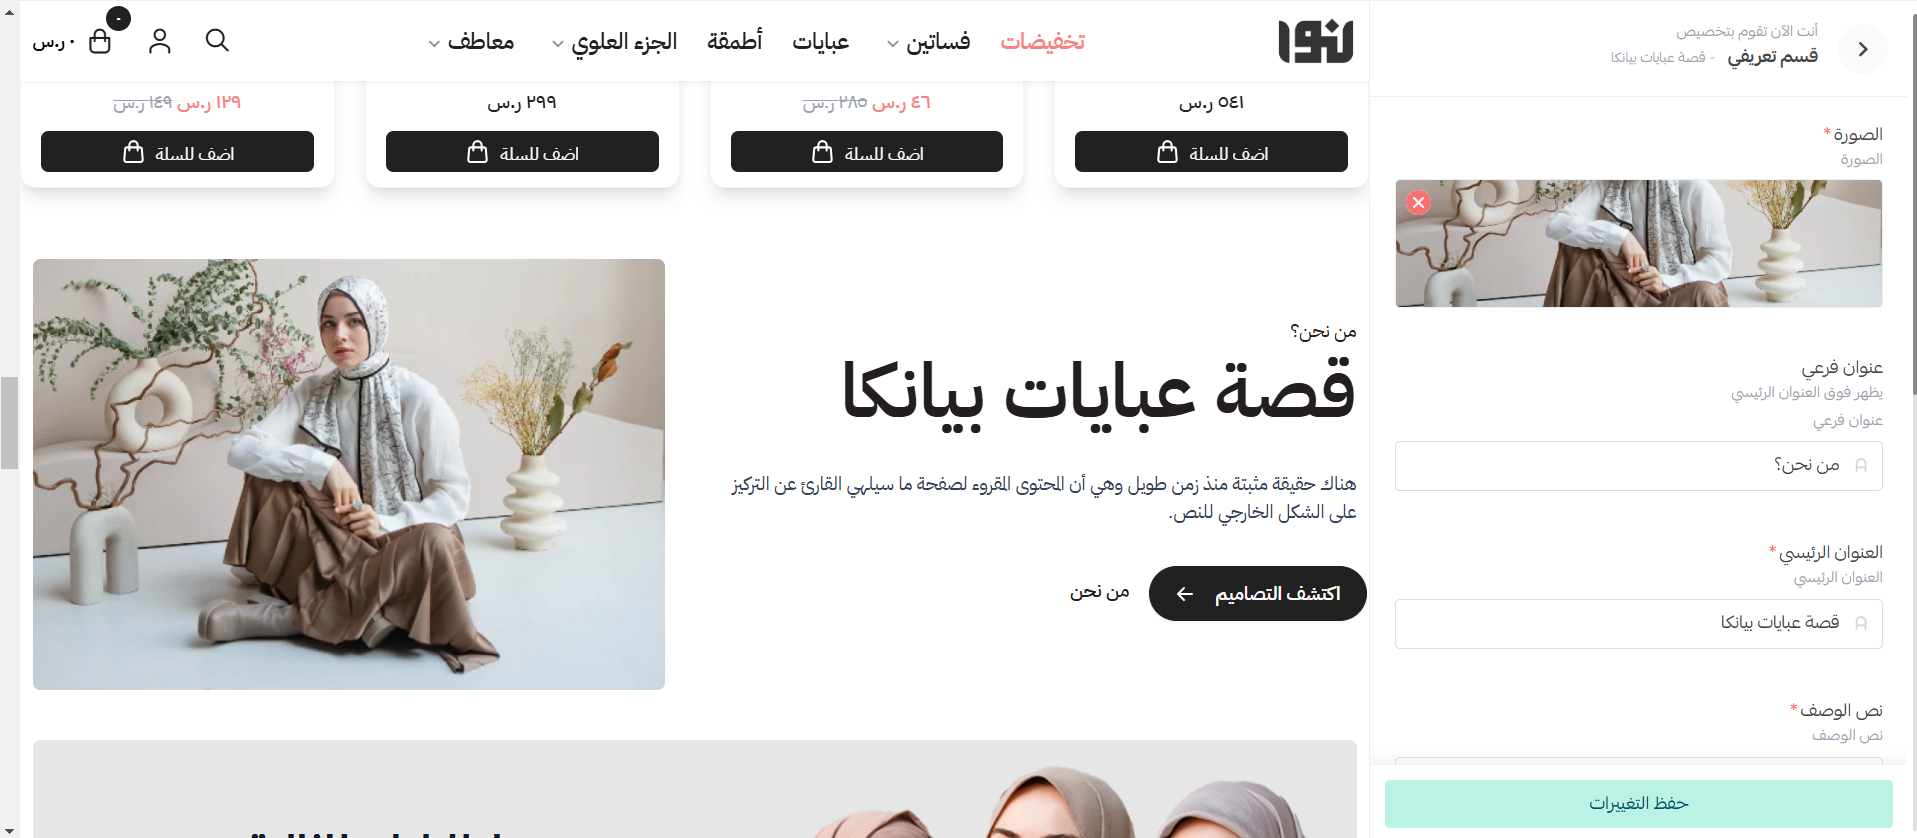 أنت الآن تقوم بتخصيص
قسم تعريفي - قصة عبايات بيانكا
الصورة *
الصورة
عنوان فرعي
يظهر فوق العنوان الرئيسي
عنوان فرعي
من نحن؟
العنوان الرئيسي *
العنوان الرئيسي
قصة عبايات بيانكا
نص الوصف *
نص الوصف
حفظ التغييرات
لنوا
تخفيضات
فساتين
عبايات
أطمقة
الجزء العلوي
معاطف
٠ ر.س
٥٤١ ر.س
٤٦ ر.س ٢٨٥ ر.س
٢٩٩ ر.س
١٢٩ ر.س ١٤٩ ر.س
اضف للسلة
اضف للسلة
اضف للسلة
اضف للسلة
من نحن؟
قصة عبايات بيانكا
هناك حقيقة مثبتة منذ زمن طويل وهي أن المحتوى المقروء لصفحة ما سيلهي القارئ عن التركيز
على الشكل الخارجي للنص.
اكتشف التصاميم
من نحن